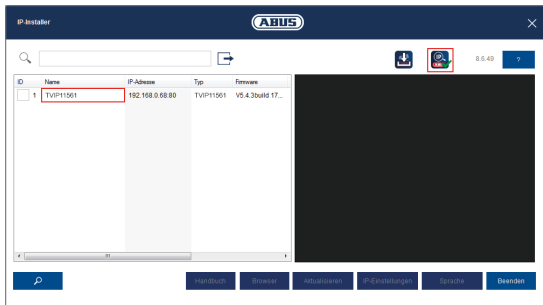 IP-Installer
ABUS
8.6.49 ?
ID Name IP-Adresse Typ Firmware
1 TVIP11561 192.168.0.68:80 TVIP11561 V5.4.3build 17...
Handbuch Browser Aktualisieren IP-Einstellungen Sprache Beenden